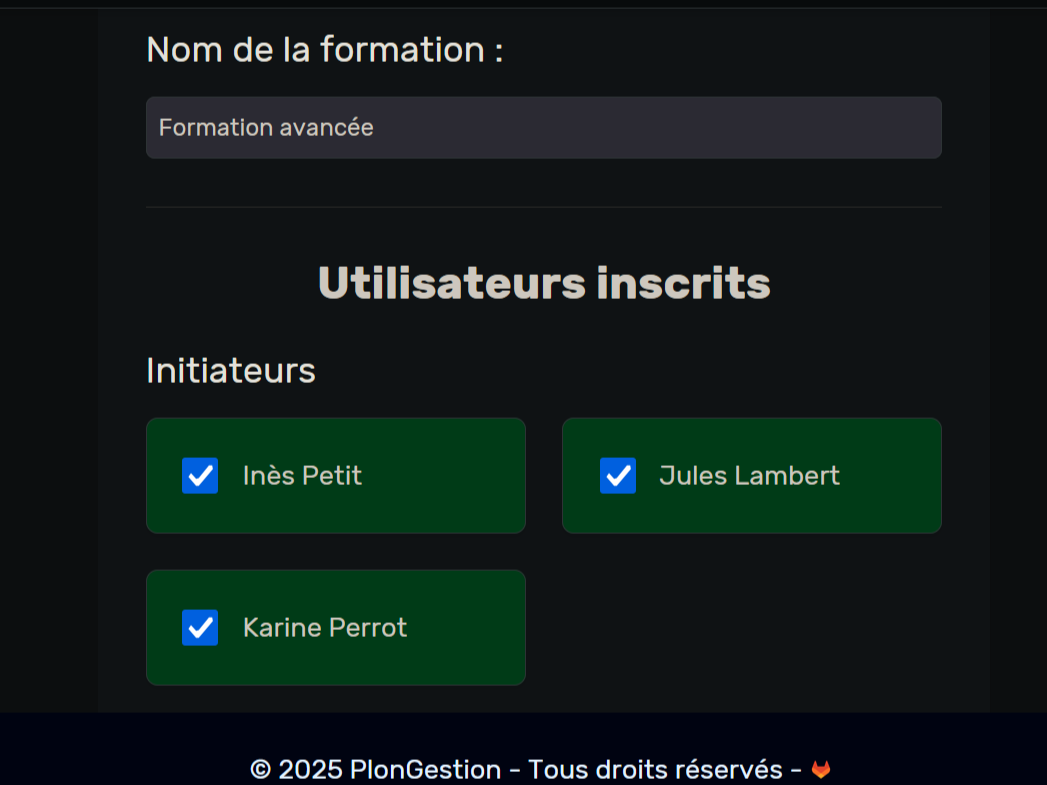 Nom de la formation :
Formation avancée
Utilisateurs inscrits
Initiateurs
Inès Petit
Jules Lambert
Karine Perrot
© 2025 PlonGestion - Tous droits réservés -